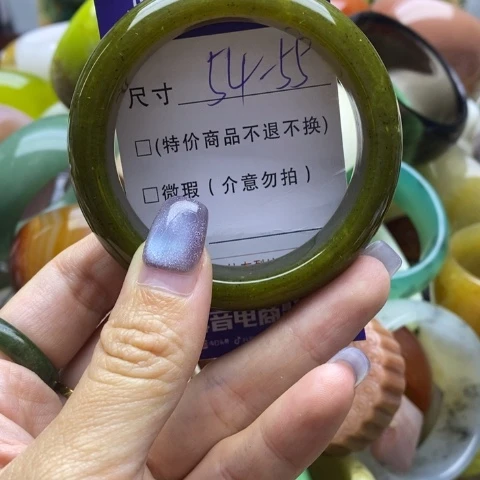 尺寸 54-55
□(特价商品不退不换)
□微瑕(介意勿拍)
音电商